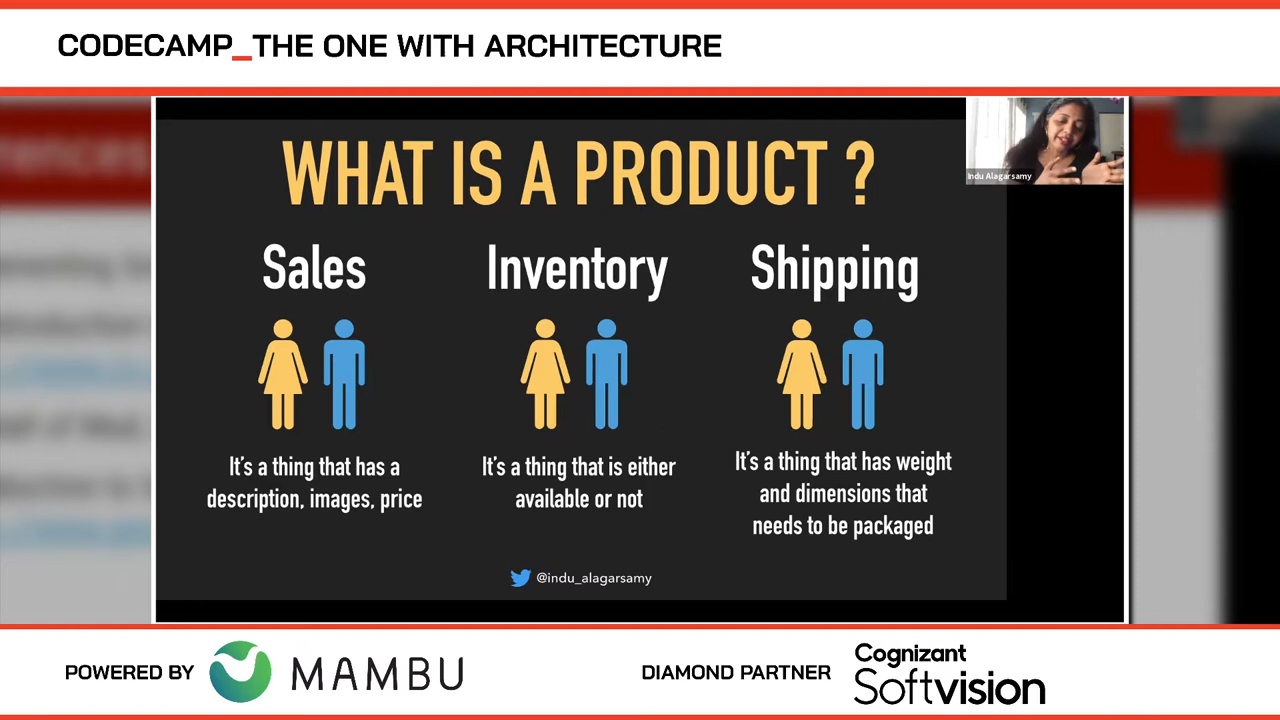 CODECAMP_THE ONE WITH ARCHITECTURE
WHAT IS A PRODUCT ?
Indu Alagarsamy
Sales
Inventory
Shipping
It's a thing that has a
description, images, price
It's a thing that is either
available or not
It's a thing that has weight
and dimensions that
needs to be packaged
@indu_alagarsamy
POWERED BY
MAMBU
DIAMOND PARTNER
Cognizant
Softvision